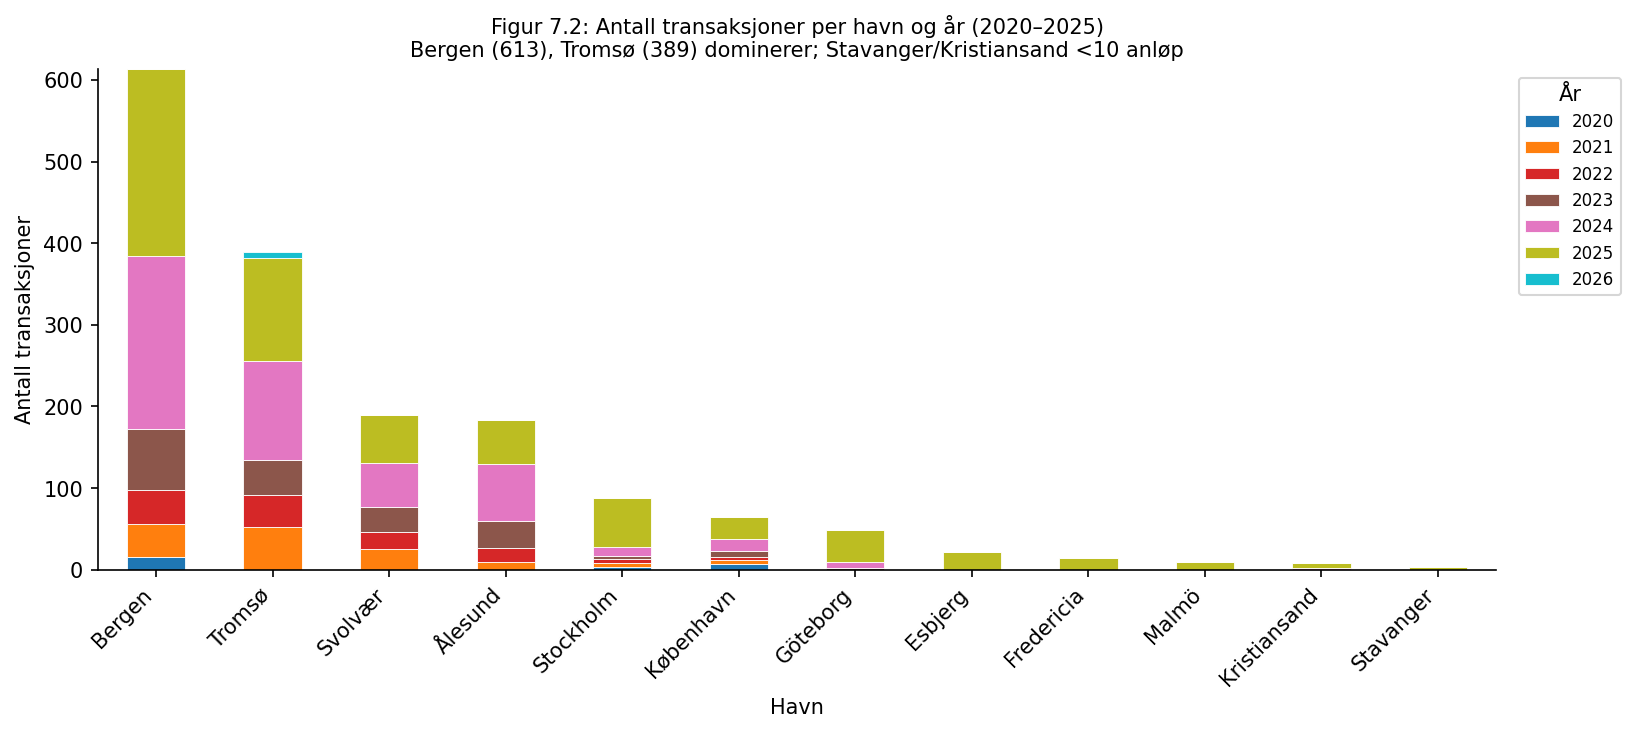 Figur 7.2: Antall transaksjoner per havn og år (2020–2025)
Bergen (613), Tromsø (389) dominerer; Stavanger/Kristiansand <10 anløp
Antall transaksjoner
600
500
400
300
200
100
0
År
2020
2021
2022
2023
2024
2025
2026
Bergen
Tromsø
Svolvær
Ålesund
Stockholm
København
Göteborg
Esbjerg
Fredericia
Malmö
Kristiansand
Stavanger
Havn